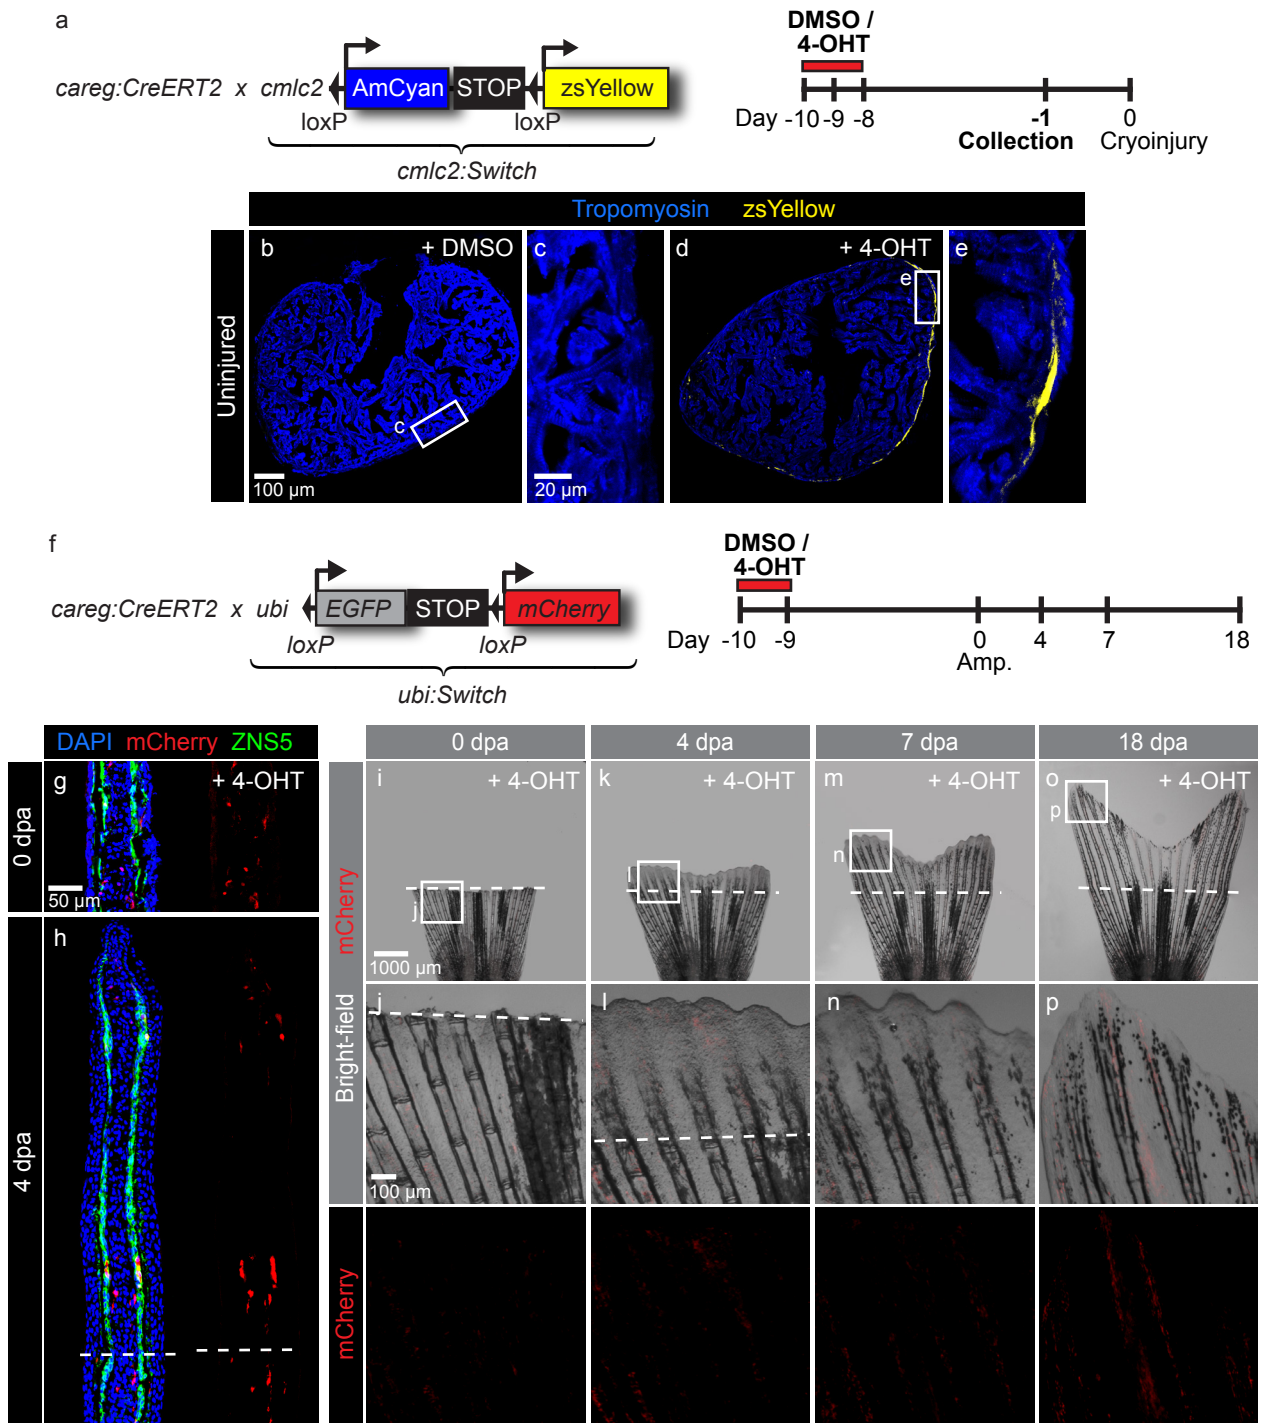 a
DMSO /
4-OHT
careg:CreERT2 x cmlc2 AmCyan STOP zsYellow
loxP loxP
cmlc2:Switch
Day -10 -9 -8 -1 0
Collection Cryoinjury
Tropomyosin zsYellow
Uninjured
b + DMSO
c
100 µm
c
20 µm
d + 4-OHT
e
e
f
DMSO /
4-OHT
careg:CreERT2 x ubi EGFP STOP mCherry
loxP loxP
ubi:Switch
Day -10 -9 0 4 7 18
Amp.
DAPI mCherry ZNS5
0 dpa
g + 4-OHT
50 µm
4 dpa
h
0 dpa 4 dpa 7 dpa 18 dpa
Bright-field mCherry
i + 4-OHT
j
1000 µm
k + 4-OHT
l
m + 4-OHT
n
o + 4-OHT
p
j
100 µm
l
n
p
mCherry